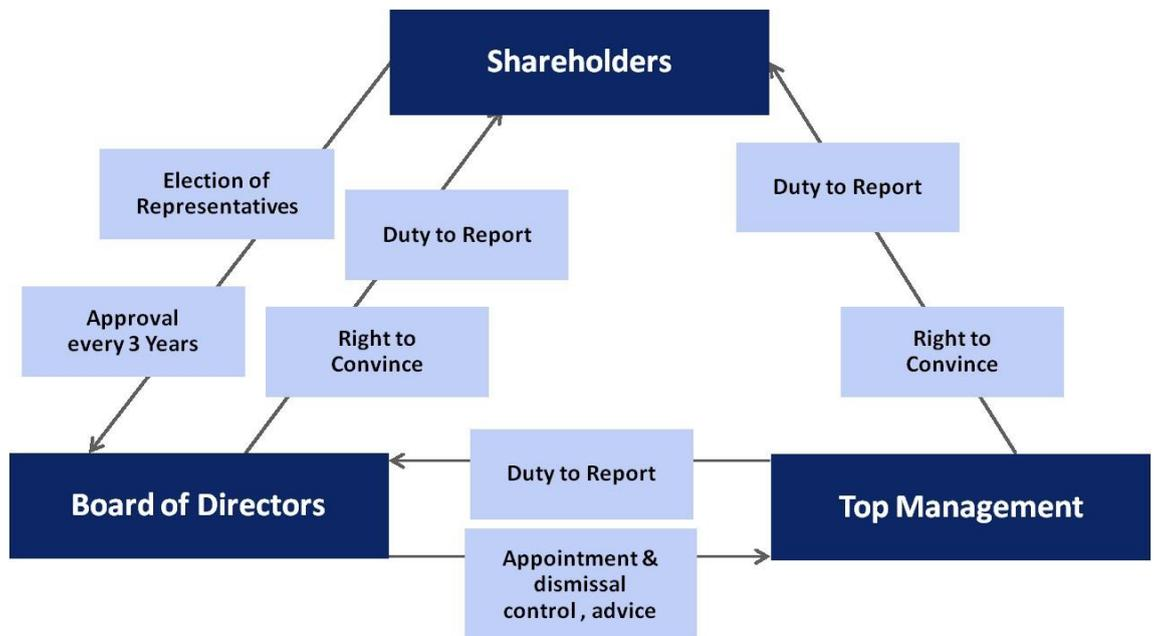 Shareholders
Election of
Representatives
Duty to Report
Duty to Report
Approval
every 3 Years
Right to
Convince
Right to
Convince
Board of Directors
Duty to Report
Top Management
Appointment &
dismissal
control , advice